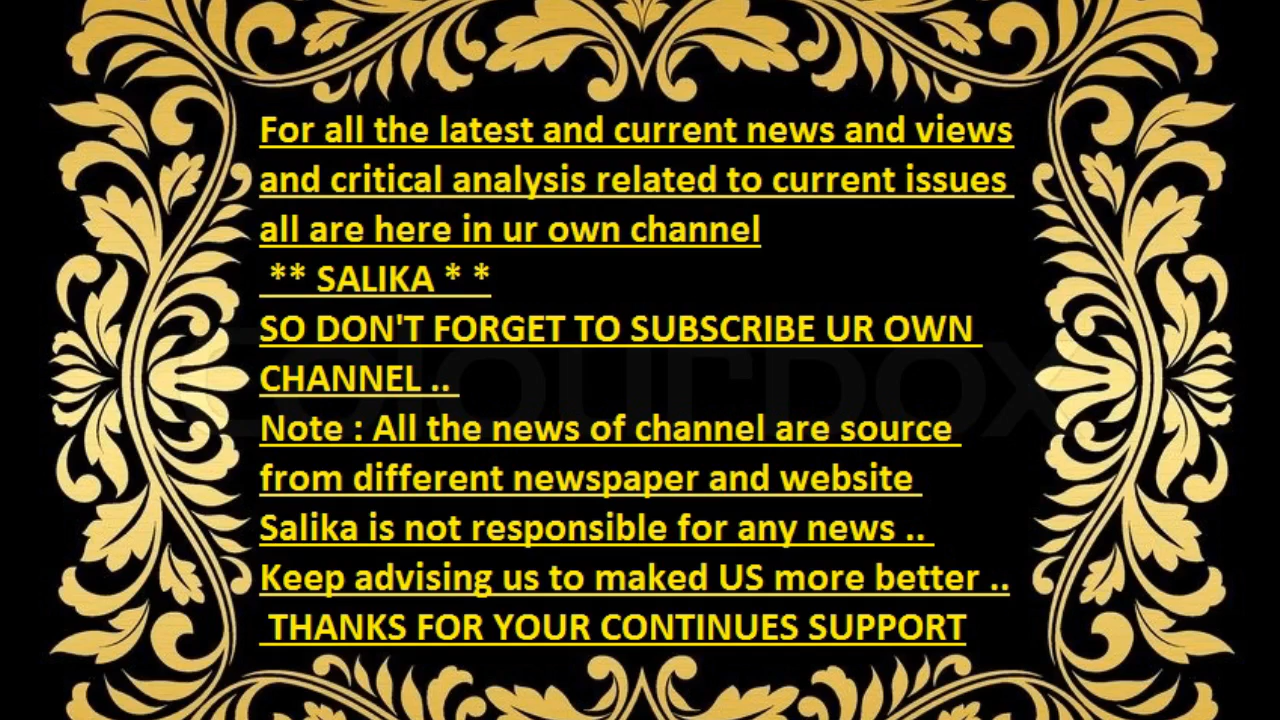 For all the latest and current news and views
and critical analysis related to current issues
all are here in ur own channel
** SALIKA * *
SO DON'T FORGET TO SUBSCRIBE UR OWN
CHANNEL ..
Note : All the news of channel are source
from different newspaper and website
Salika is not responsible for any news ..
Keep advising us to maked US more better ..
THANKS FOR YOUR CONTINUES SUPPORT
colourbox